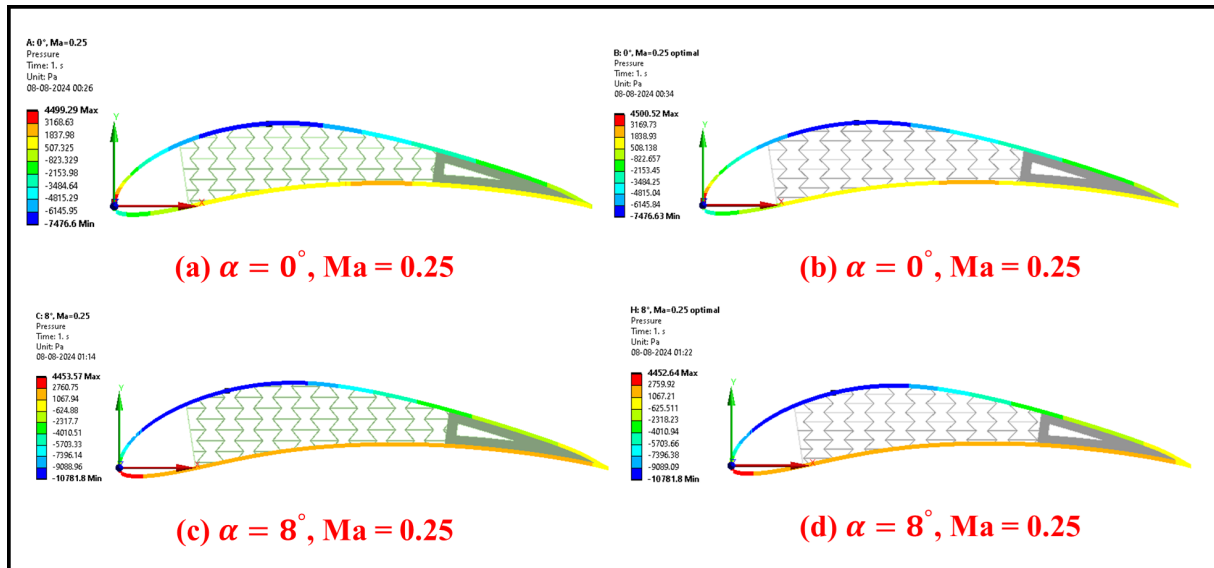 A: 0°, Ma=0.25
Pressure
Time: 1. s
Unit: Pa
08-08-2024 00:26
4499.29 Max
3168.63
1837.98
507.325
-823.329
-2153.98
-3484.64
-4815.29
-6145.95
-7476.6 Min
Y
X
(a) α = 0°, Ma = 0.25
B: 0°, Ma=0.25 optimal
Pressure
Time: 1. s
Unit: Pa
08-08-2024 00:34
4500.52 Max
3169.73
1838.93
508.138
-822.657
-2153.45
-3484.25
-4815.04
-6145.84
-7476.63 Min
Y
X
(b) α = 0°, Ma = 0.25
C: 8°, Ma=0.25
Pressure
Time: 1. s
Unit: Pa
08-08-2024 01:14
4453.57 Max
2760.75
1067.94
-624.88
-2317.7
-4010.51
-5703.33
-7396.14
-9088.96
-10781.8 Min
Y
X
(c) α = 8°, Ma = 0.25
H: 8°, Ma=0.25 optimal
Pressure
Time: 1. s
Unit: Pa
08-08-2024 01:22
4452.64 Max
2759.92
1067.21
-625.511
-2318.23
-4010.94
-5703.66
-7396.38
-9089.09
-10781.8 Min
Y
X
(d) α = 8°, Ma = 0.25